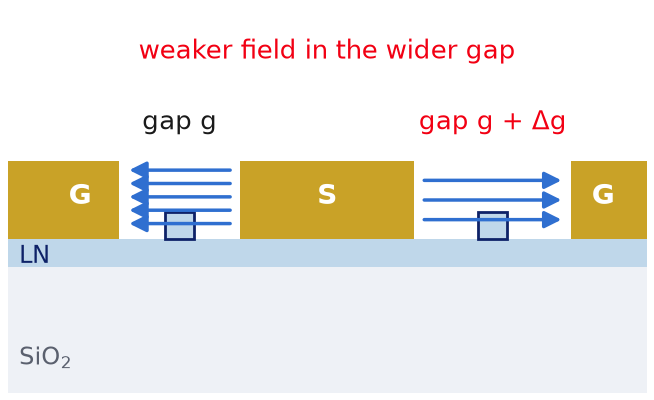 weaker field in the wider gap
gap g
gap g + Δg
G
S
G
LN
SiO₂